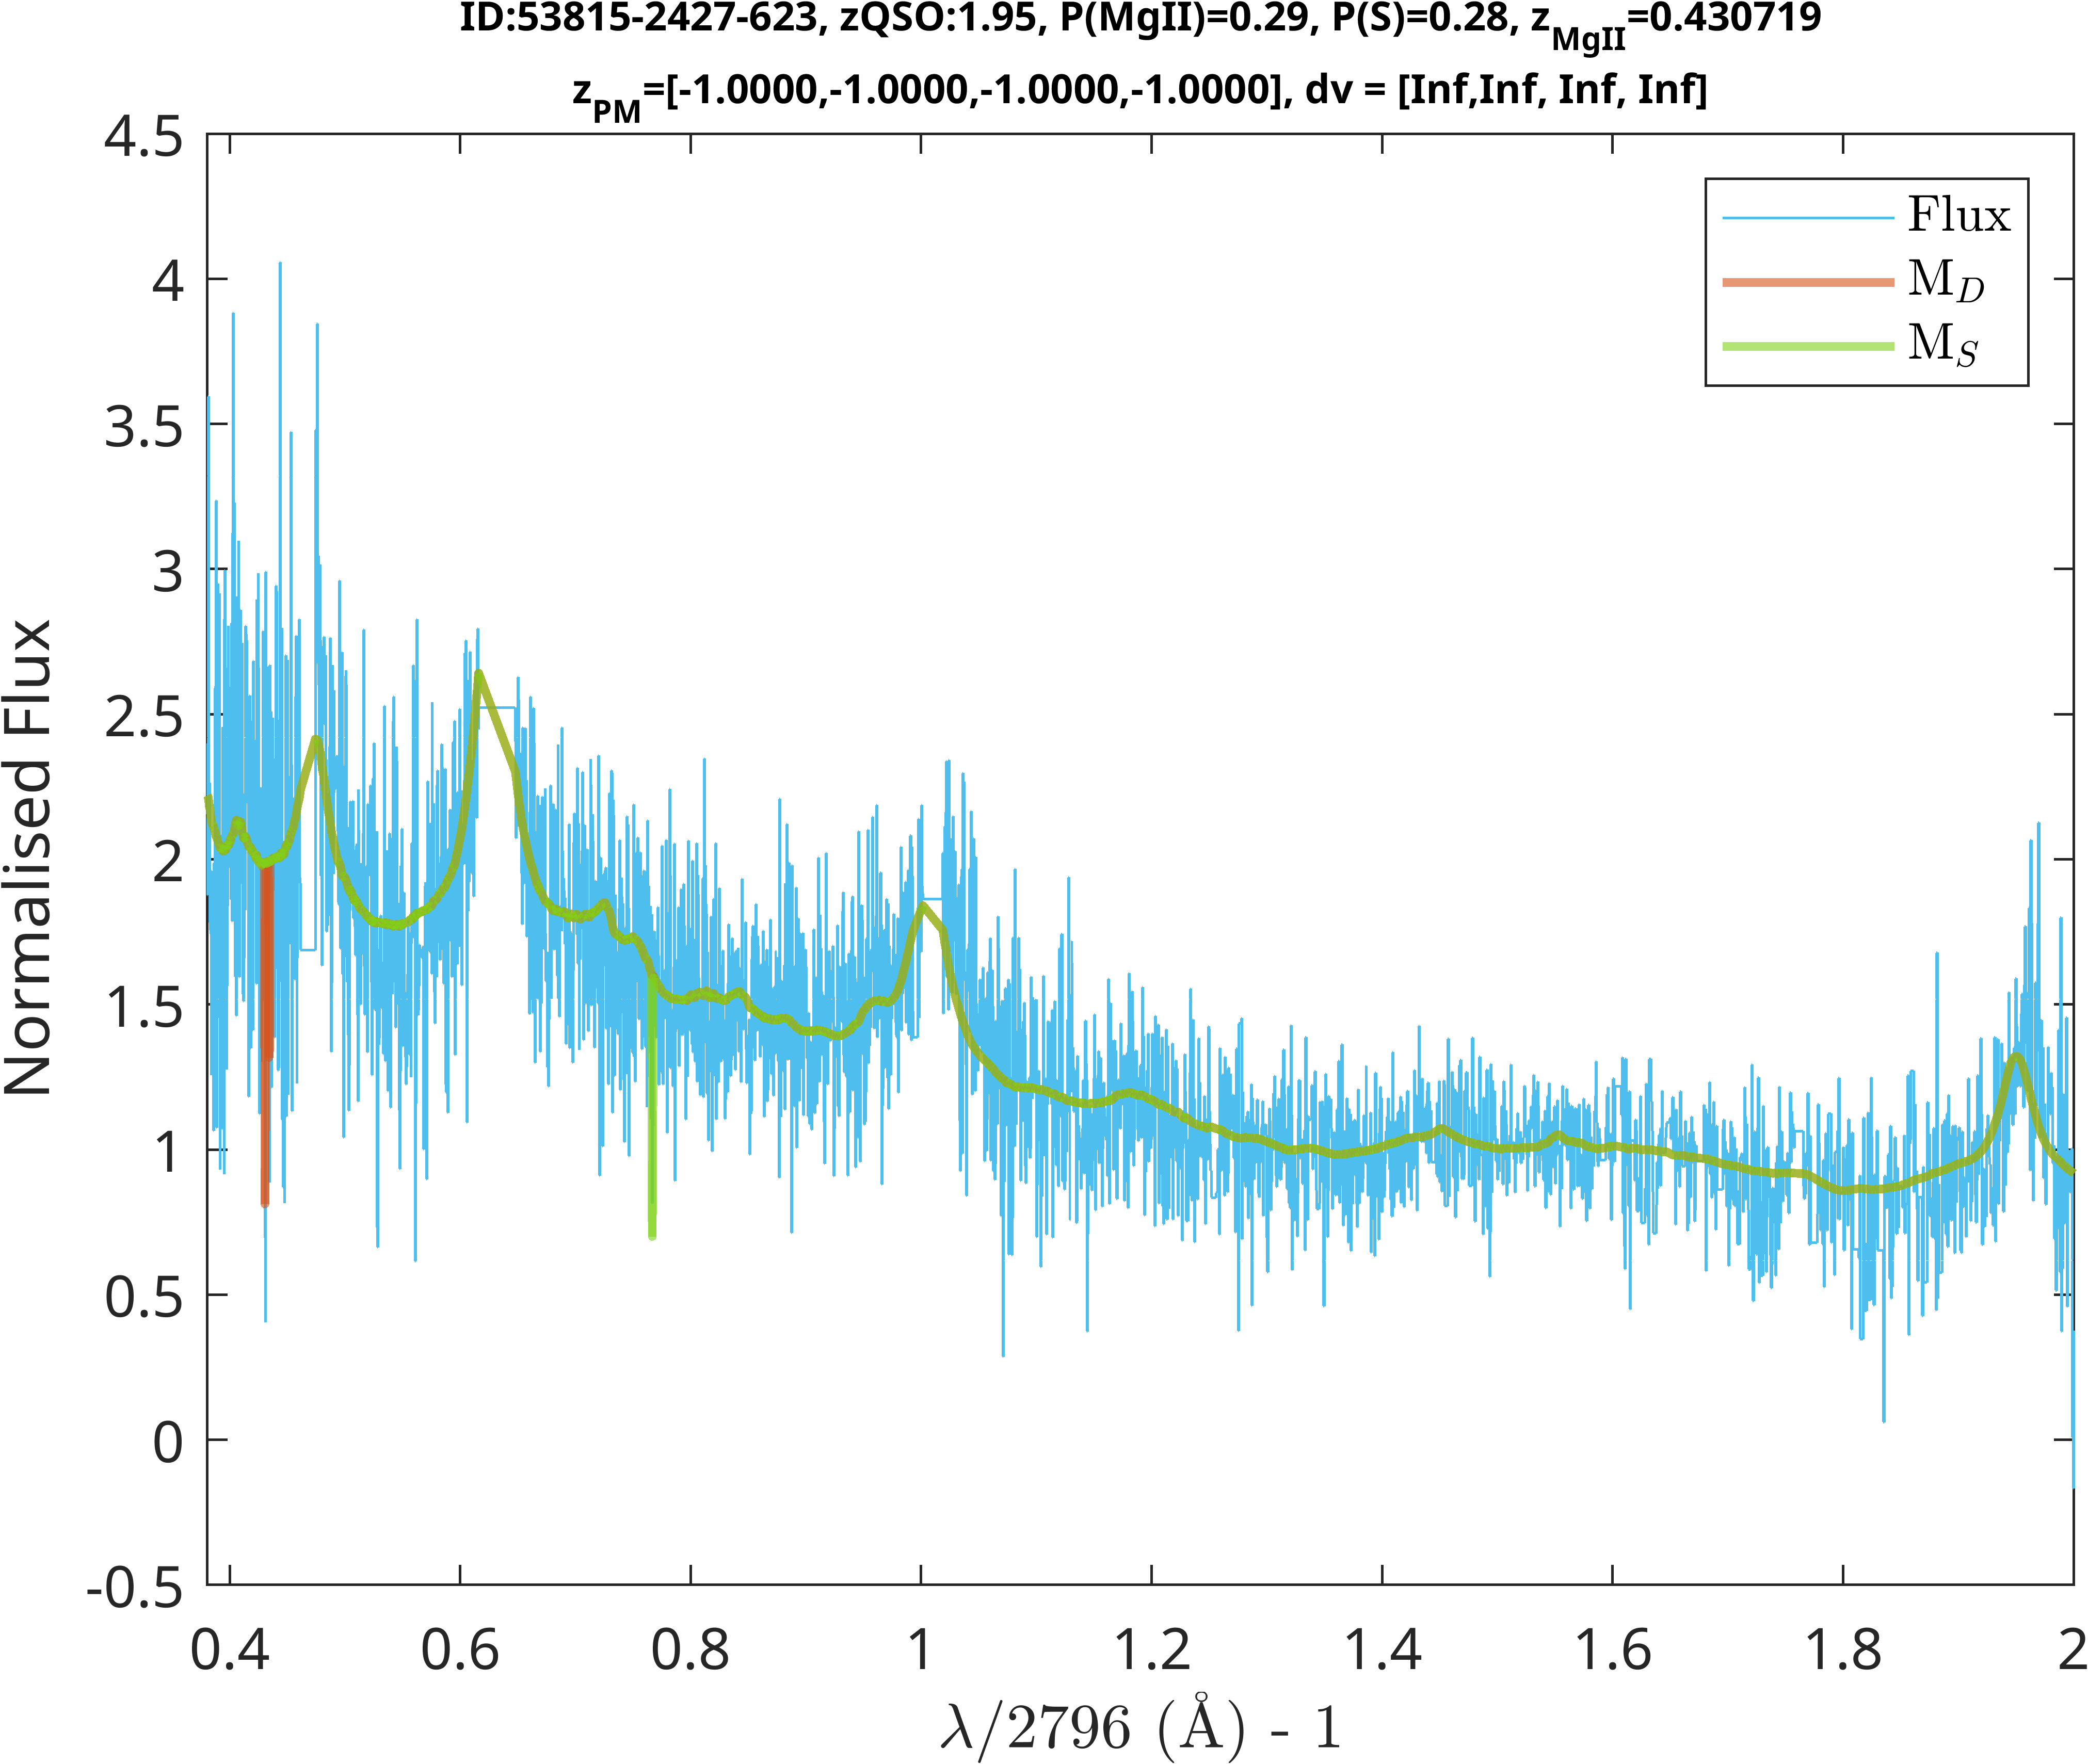 ID:53815-2427-623, zQSO:1.95, P(MgII)=0.29, P(S)=0.28, zMgII=0.430719
zPM=[-1.0000,-1.0000,-1.0000,-1.0000], dv = [Inf,Inf, Inf, Inf]
4.5
4
3.5
3
2.5
2
1.5
1
0.5
0
-0.5
Normalised Flux
Flux
MD
MS
0.4 0.6 0.8 1 1.2 1.4 1.6 1.8 2
λ/2796 (Å) - 1